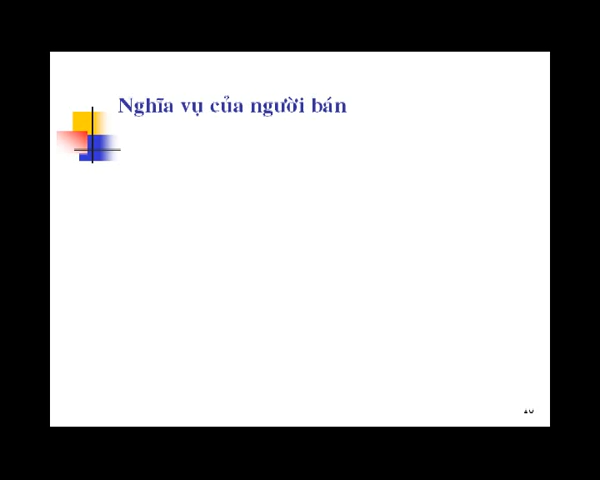 Nghĩa vụ của người bán